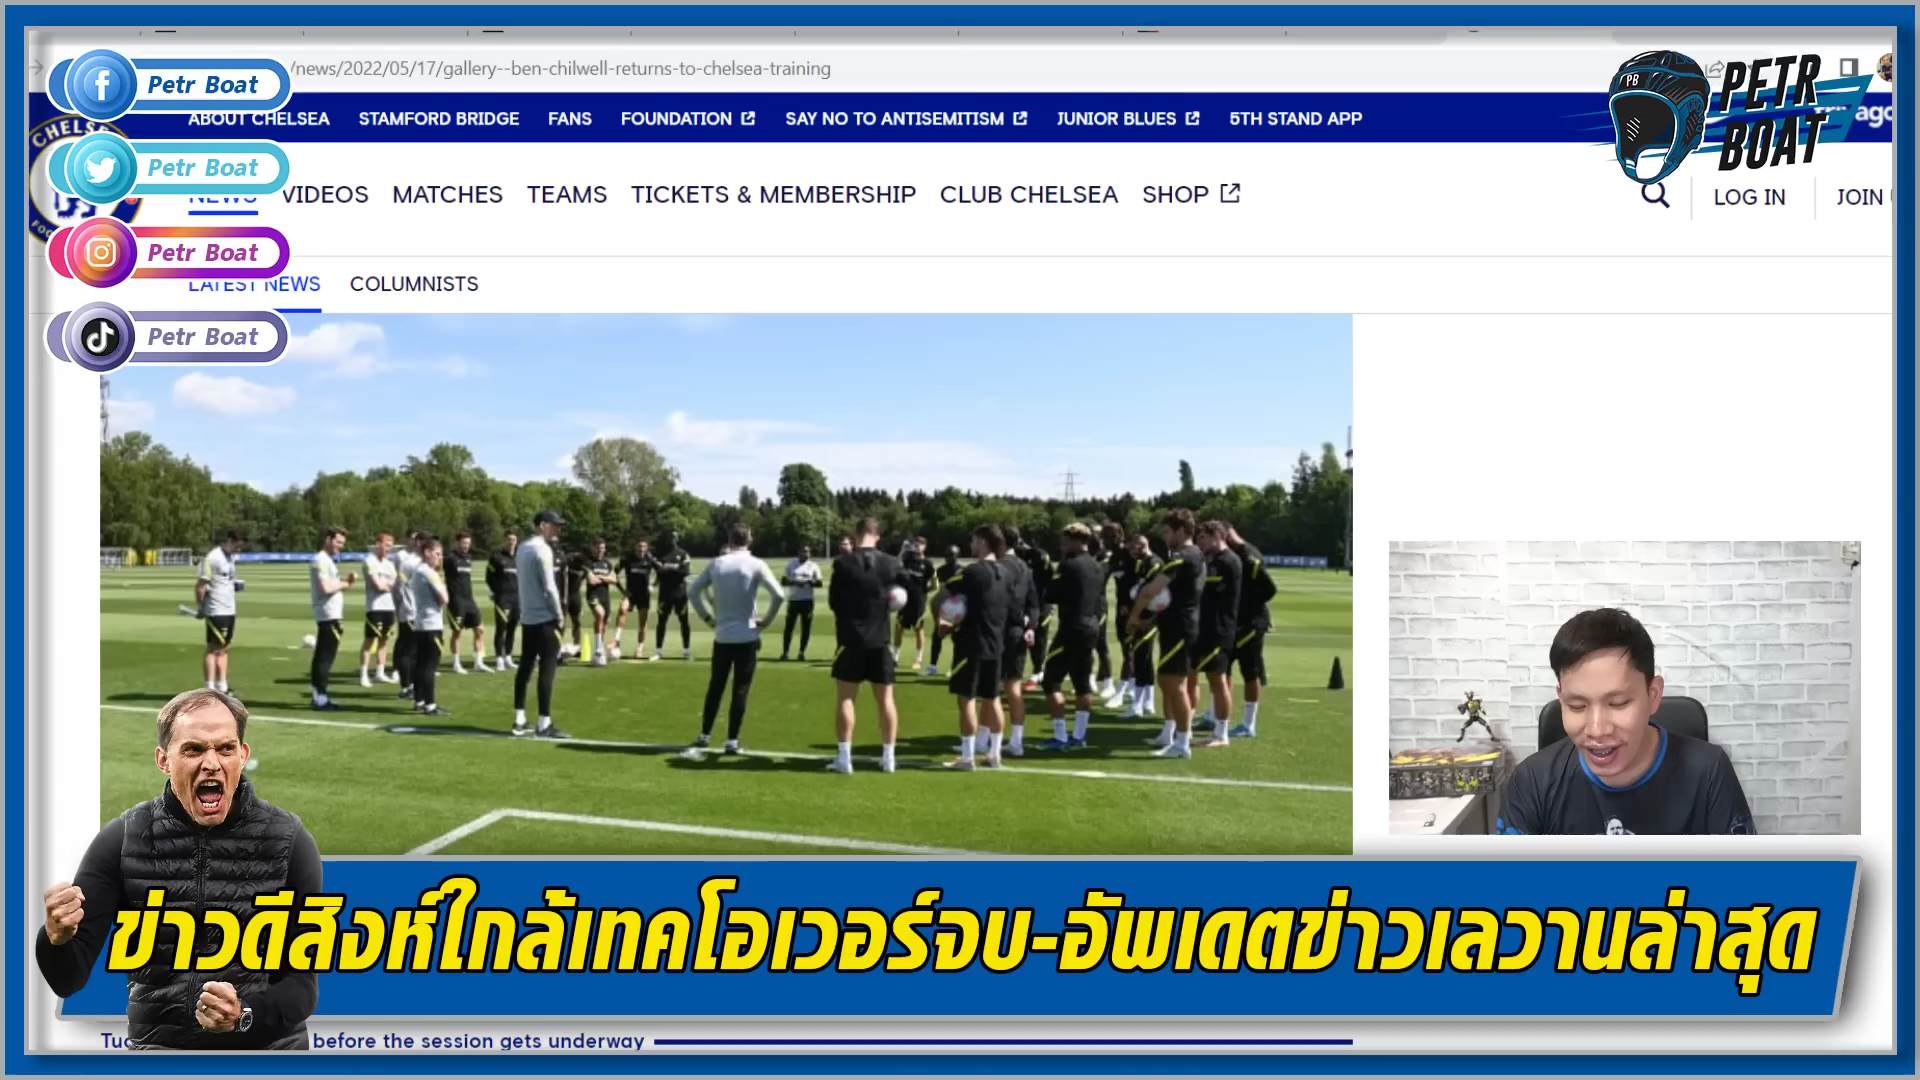 /news/2022/05/17/gallery--ben-chilwell-returns-to-chelsea-training
Petr Boat
PB
PETR
BOAT
ABOUT CHELSEA STAMFORD BRIDGE FANS FOUNDATION SAY NO TO ANTISEMITISM JUNIOR BLUES 5TH STAND APP
CHELSE
Petr Boat
NEWS VIDEOS MATCHES TEAMS TICKETS & MEMBERSHIP CLUB CHELSEA SHOP LOG IN JOIN
Petr Boat
LATEST NEWS COLUMNISTS
Petr Boat
ข่าวดีสิงห์ใกล้เทคโอเวอร์จบ-อัพเดตข่าวเลวานล่าสุด
before the session gets underway